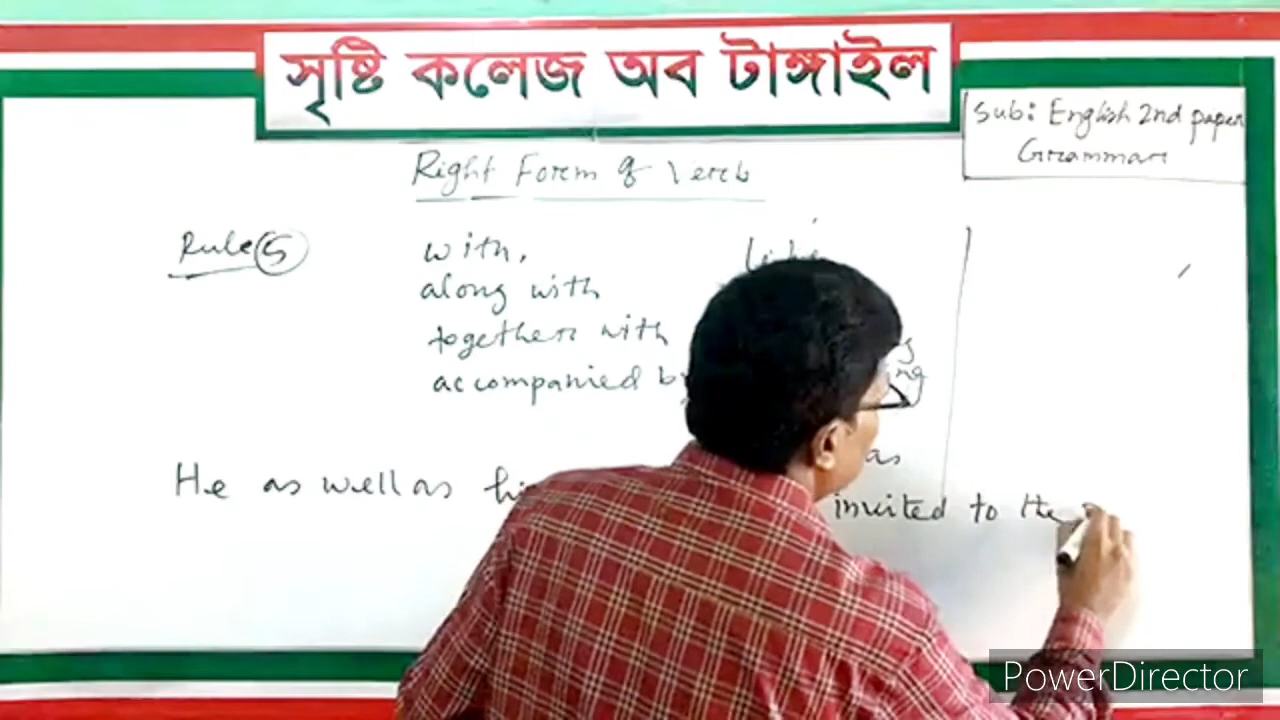 সৃষ্টি কলেজ অব টাঙ্গাইল
Sub: English 2nd paper
Grammar
Right Form of Verb
Rule 5
with,
along with
together with
accompanied by
as
He as well as invited to the
PowerDirector